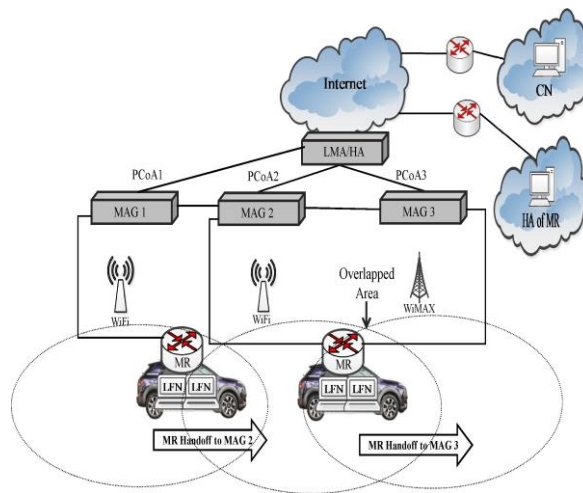 Internet
CN
LMA/HA
PCoA1
PCoA2
PCoA3
MAG 1
MAG 2
MAG 3
HA of MR
Overlapped
Area
WiFi
WiFi
WiMAX
MR
MR
LFN
LFN
LFN
LFN
MR Handoff to MAG 2
MR Handoff to MAG 3